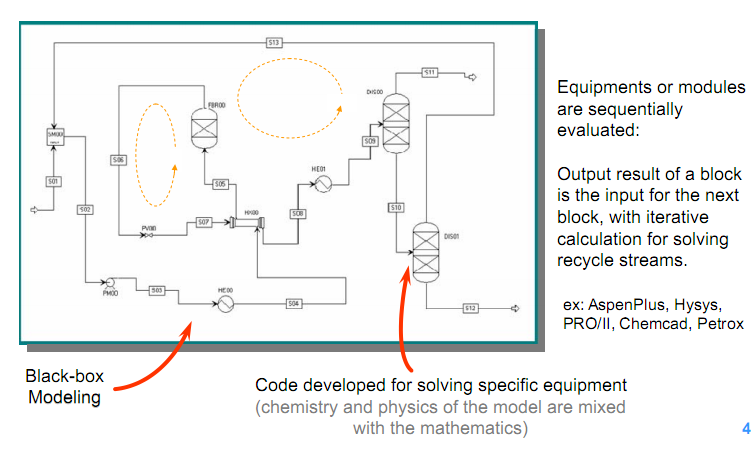 S13
S11
DIS00
FBR00
SM00
S09
S06
HE01
S01
S05
S02
HX00
S10
S07
S08
PV00
DIS01
PM00
S03
HE00
S04
S12
Equipments or modules
are sequentially
evaluated:
Output result of a block
is the input for the next
block, with iterative
calculation for solving
recycle streams.
ex: AspenPlus, Hysys,
PRO/II, Chemcad, Petrox
Black-box
Modeling
Code developed for solving specific equipment
(chemistry and physics of the model are mixed
with the mathematics)
4